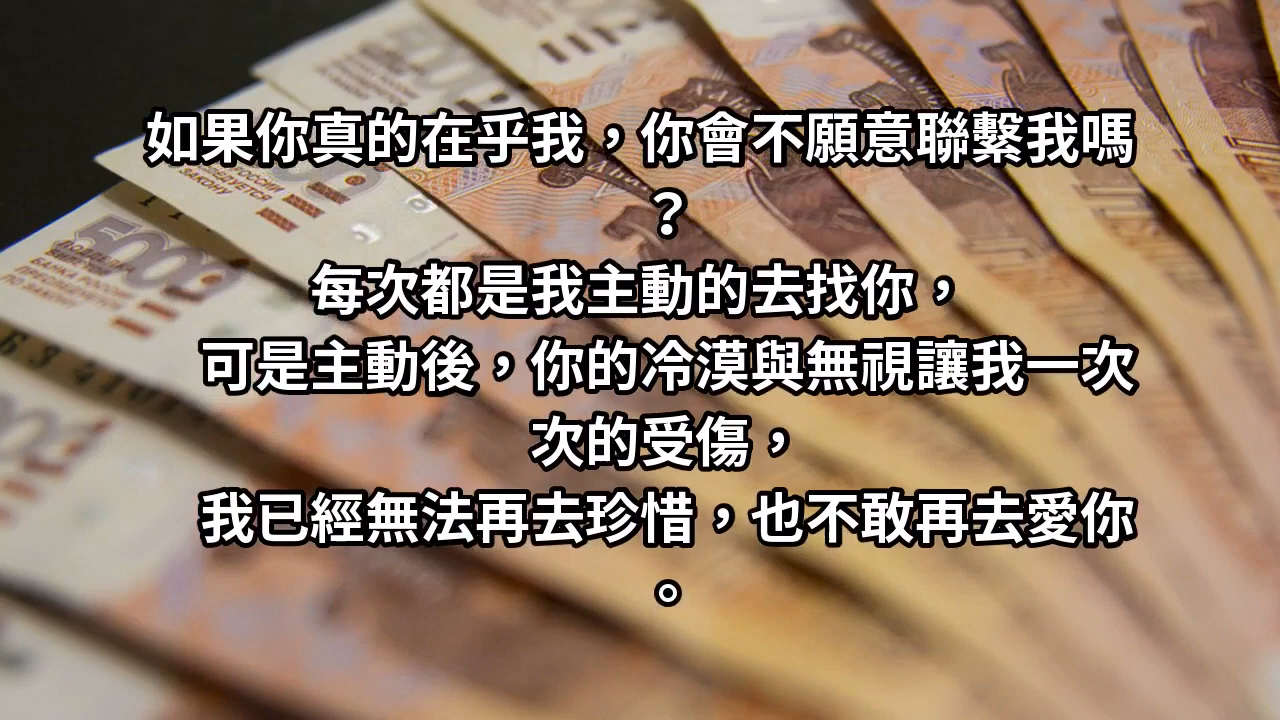 如果你真的在乎我，你會不願意聯繫我嗎
？
每次都是我主動的去找你，
可是主動後，你的冷漠與無視讓我一次
次的受傷，
我已經無法再去珍惜，也不敢再去愛你
。
5000